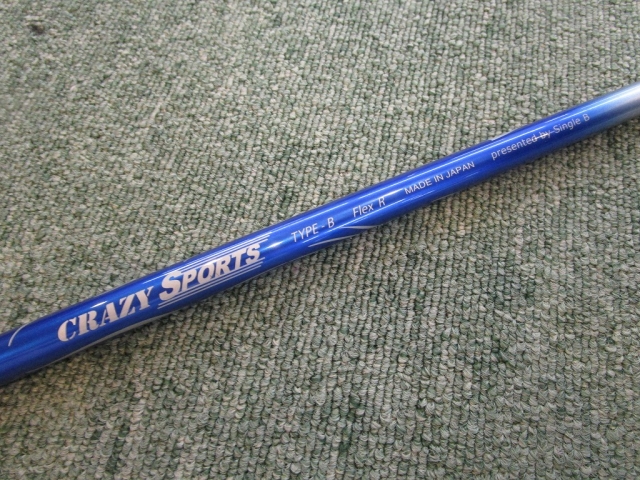 CRAZY SPORTS TYPE-B Flex R MADE IN JAPAN presented by Single B